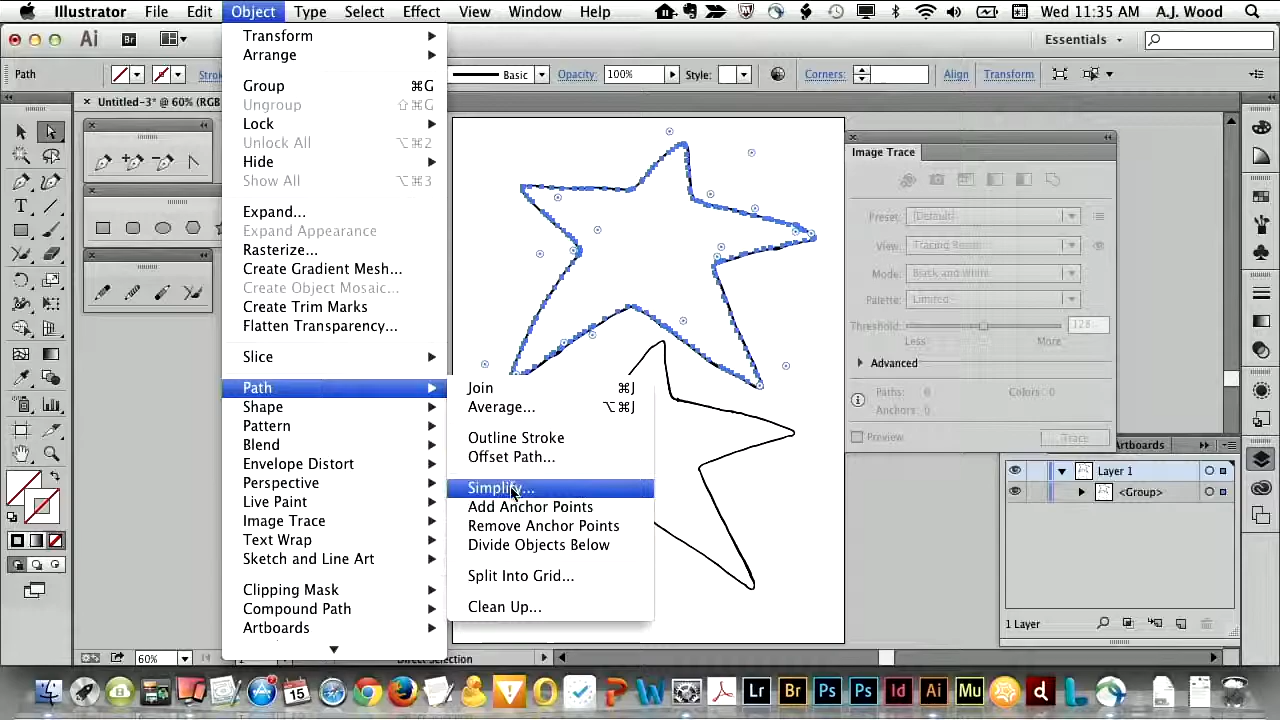 Illustrator File Edit Object Type Select Effect View Window Help Wed 11:35 AM A.J. Wood
Ai Br Essentials
Path Basic Opacity: 100% Style: Corners: Align Transform
Untitled-3* @ 60% (RGB
Transform
Arrange
Group ⌘G
Ungroup ⇧⌘G
Lock
Unlock All ⌥⌘2
Hide
Show All ⌥⌘3
Expand...
Expand Appearance
Rasterize...
Create Gradient Mesh...
Create Object Mosaic...
Create Trim Marks
Flatten Transparency...
Slice
Path
Shape
Pattern
Blend
Envelope Distort
Perspective
Live Paint
Image Trace
Text Wrap
Sketch and Line Art
Clipping Mask
Compound Path
Artboards
Join ⌘J
Average... ⌥⌘J
Outline Stroke
Offset Path...
Simplify...
Add Anchor Points
Remove Anchor Points
Divide Objects Below
Split Into Grid...
Clean Up...
Image Trace
Preset: [Default]
View:
Mode: Black and White
Palette: Limited
Threshold: 128
Less More
Advanced
Paths: 0 Colors: 0
Anchors: 0
Preview Trace
Artboards
Layer 1
<Group>
1 Layer
60% Direct Selection
15 Lr Br Ps Ps Id Ai Mu